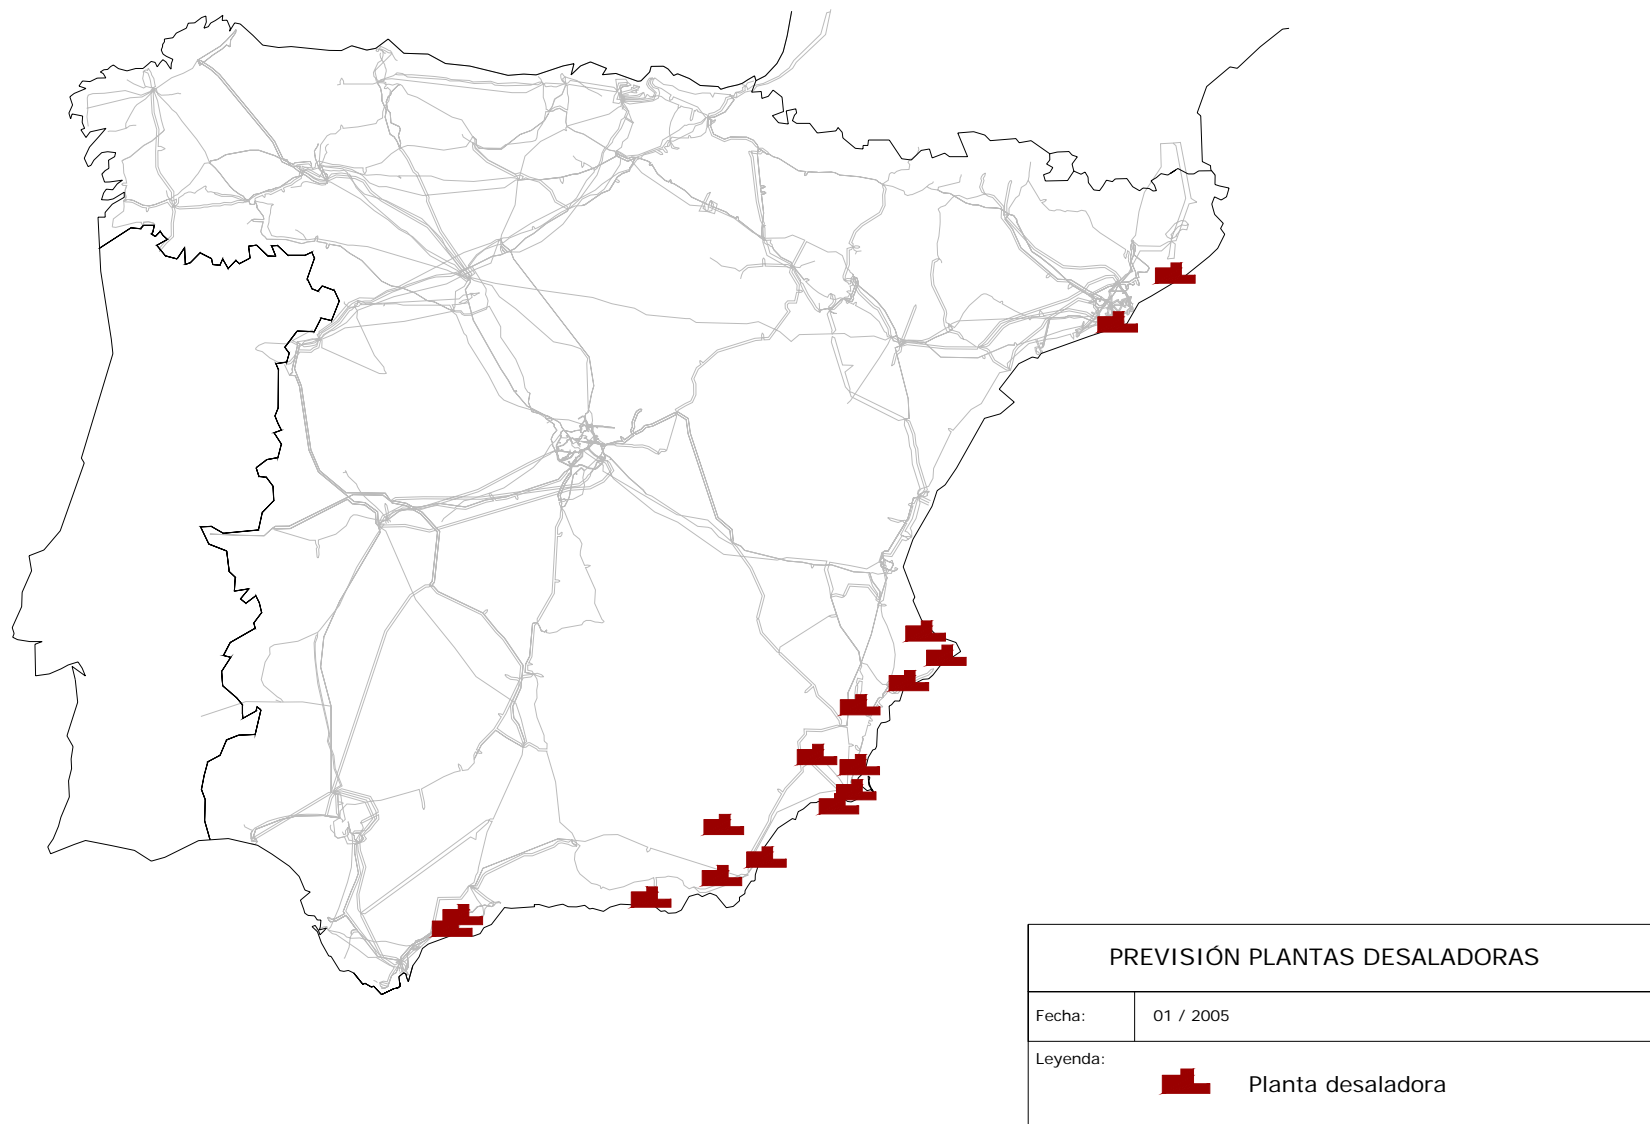 PREVISIÓN PLANTAS DESALADORAS
Fecha: 01 / 2005
Leyenda:
Planta desaladora